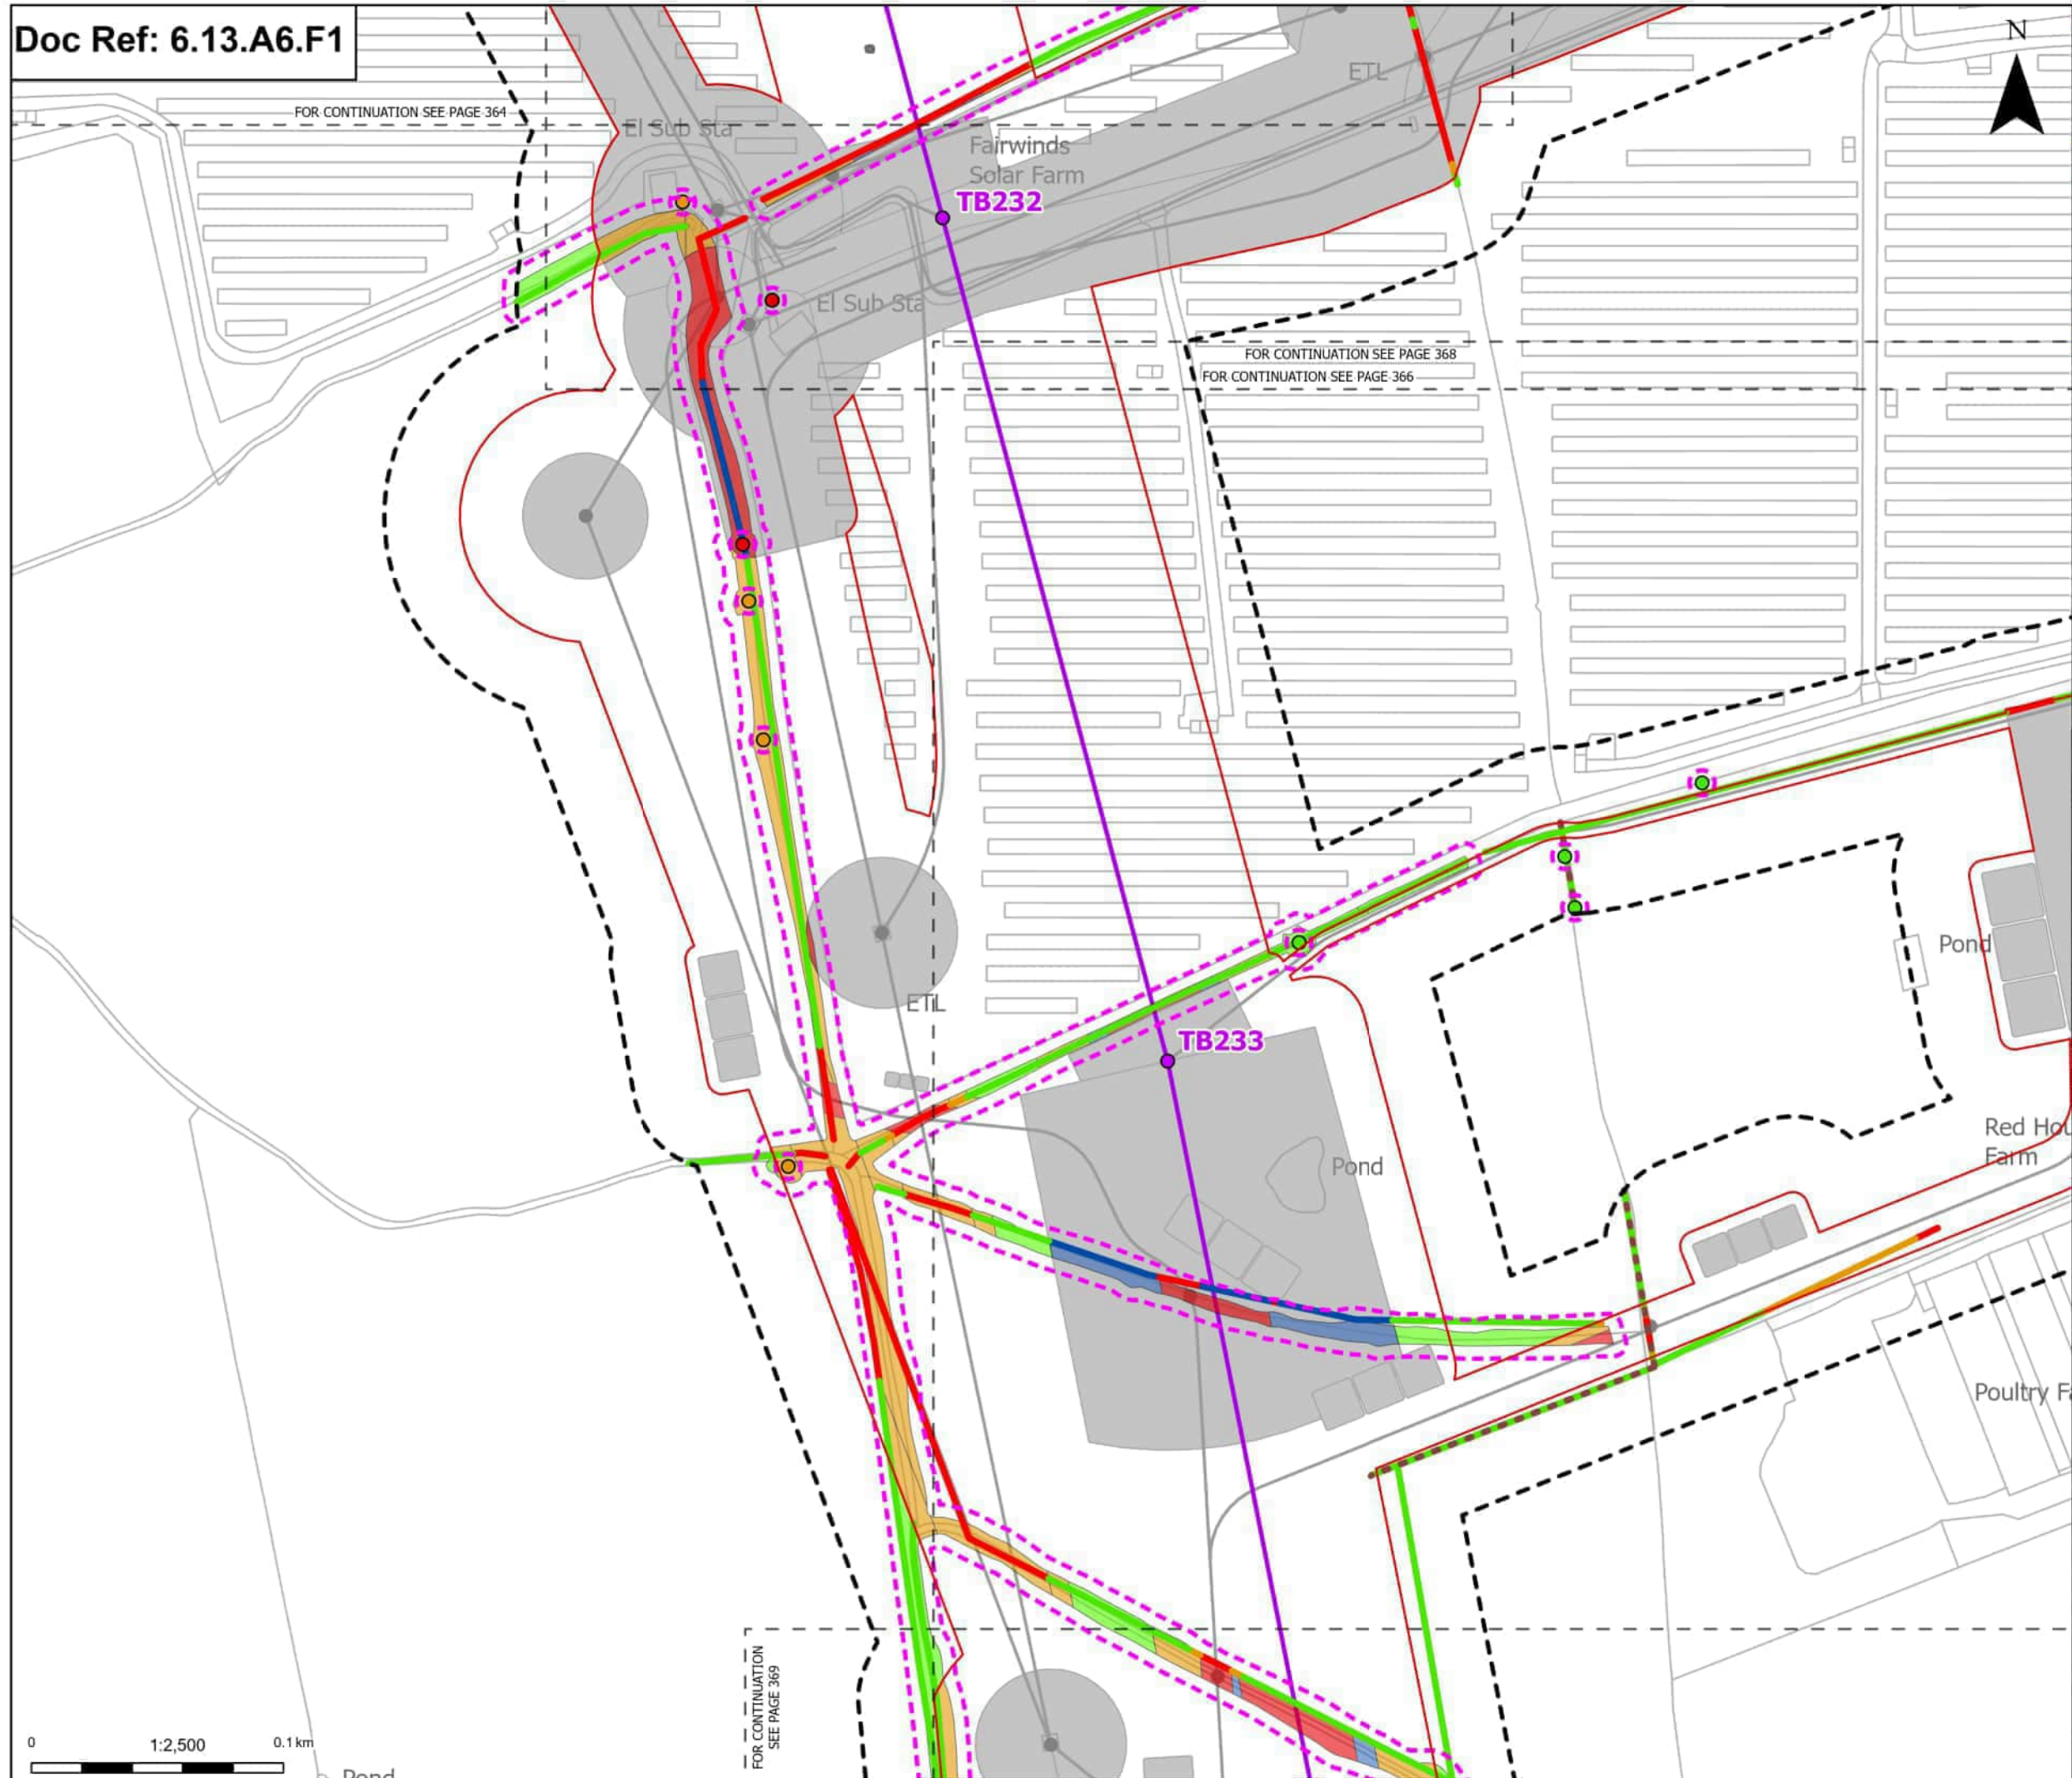 Doc Ref: 6.13.A6.F1
N
ETL
FOR CONTINUATION SEE PAGE 364
El Sub Sta
Fairwinds
Solar Farm
TB232
El Sub Sta
FOR CONTINUATION SEE PAGE 368
FOR CONTINUATION SEE PAGE 366
Pond
ETL
TB233
Red Hou
Farm
Pond
Poultry Fa
FOR CONTINUATION
SEE PAGE 369
0
1:2,500
0.1 km
Pond